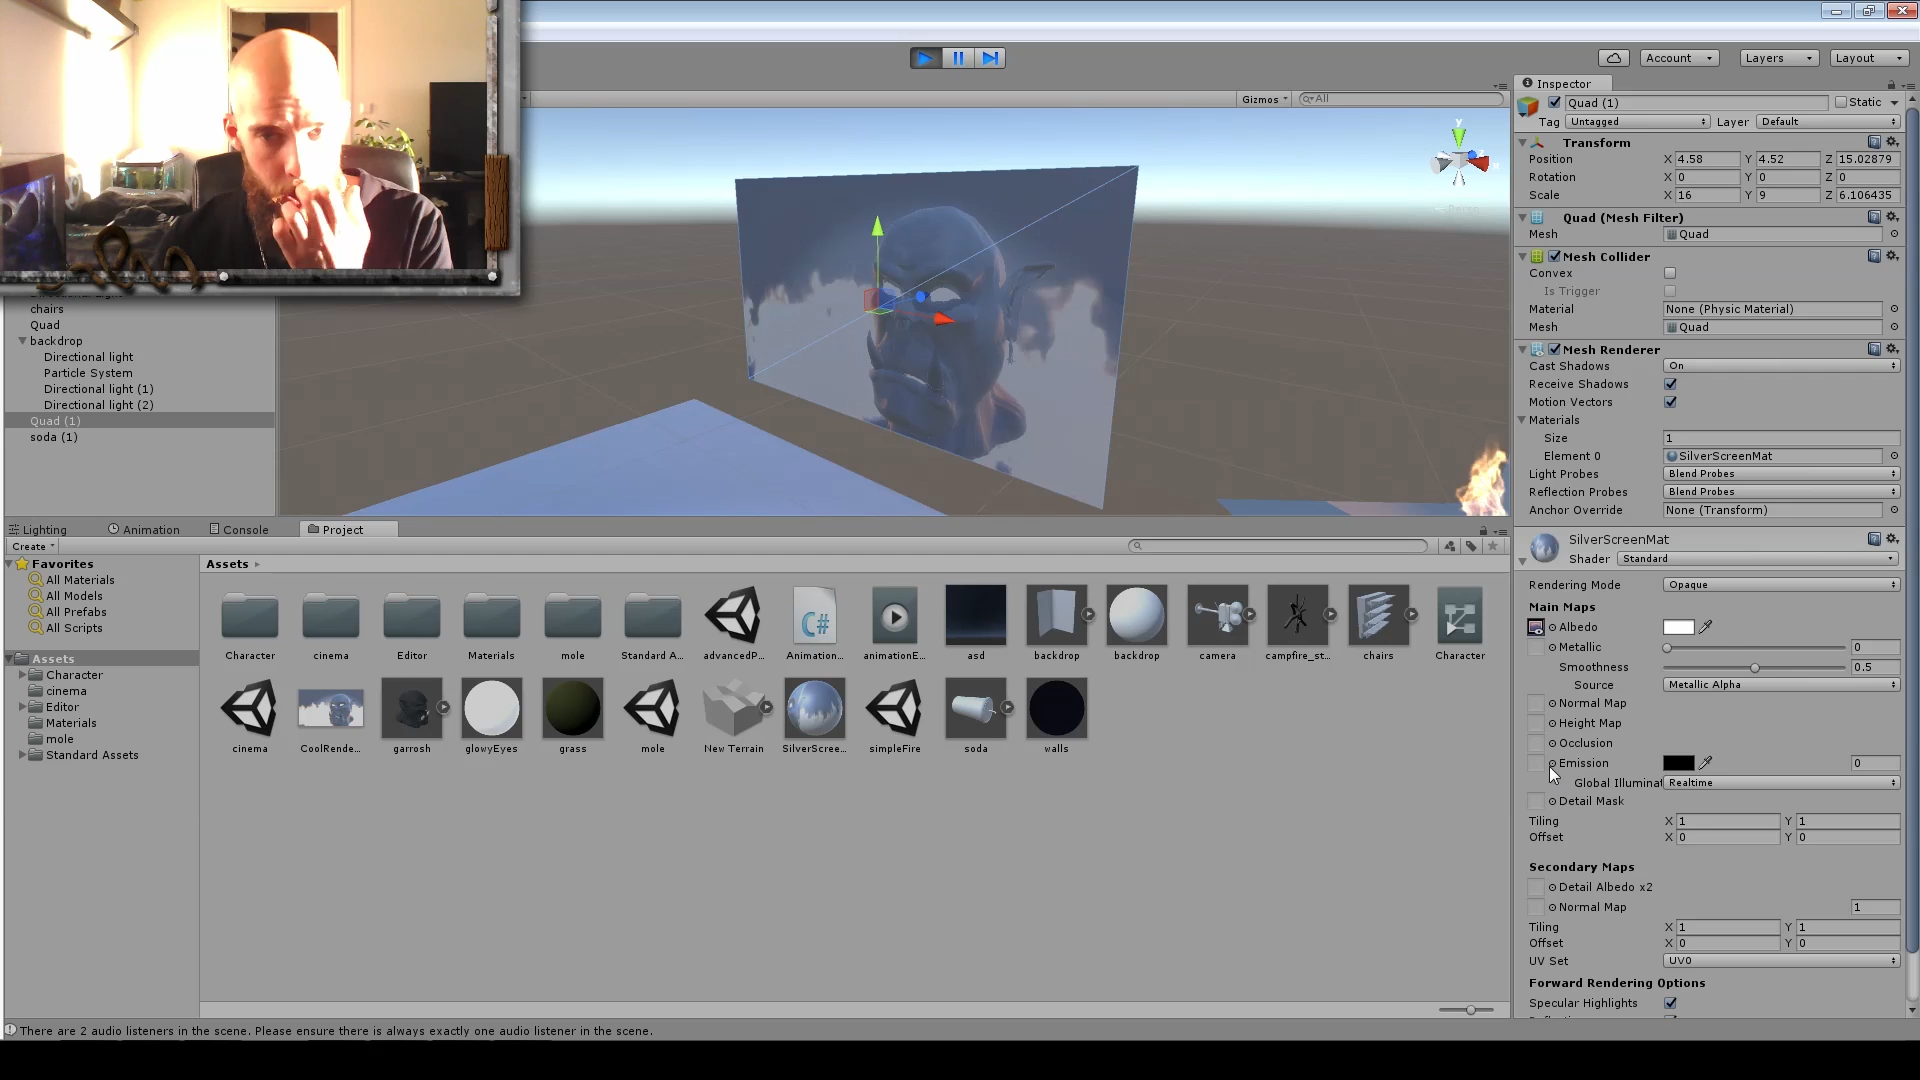 Account
Layers
Layout
Gizmos
All
Inspector
Quad (1)
Static
Tag Untagged Layer Default
Transform
Position X 4.58 Y 4.52 Z 15.02879
Rotation X 0 Y 0 Z 0
Scale X 16 Y 9 Z 6.106435
Quad (Mesh Filter)
Mesh Quad
Mesh Collider
Convex
Is Trigger
Material None (Physic Material)
Mesh Quad
Mesh Renderer
Cast Shadows On
Receive Shadows
Motion Vectors
Materials
Size 1
Element 0 SilverScreenMat
Light Probes Blend Probes
Reflection Probes Blend Probes
Anchor Override None (Transform)
SilverScreenMat
Shader Standard
Rendering Mode Opaque
Main Maps
Albedo
Metallic 0
Smoothness 0.5
Source Metallic Alpha
Normal Map
Height Map
Occlusion
Emission 0
Global Illuminat Realtime
Detail Mask
Tiling X 1 Y 1
Offset X 0 Y 0
Secondary Maps
Detail Albedo x2
Normal Map 1
Tiling X 1 Y 1
Offset X 0 Y 0
UV Set UV0
Forward Rendering Options
Specular Highlights
y
chairs
Quad
backdrop
Directional light
Particle System
Directional light (1)
Directional light (2)
Quad (1)
soda (1)
Lighting Animation Console Project
Create
Favorites
All Materials
All Models
All Prefabs
All Scripts
Assets
Character
cinema
Editor
Materials
mole
Standard Assets
Assets
Character cinema Editor Materials mole Standard A... advancedP... Animation... animationE... asd backdrop backdrop camera campfire_st... chairs Character
C#
cinema CoolRende... garrosh glowyEyes grass mole New Terrain SilverScree... simpleFire soda walls
There are 2 audio listeners in the scene. Please ensure there is always exactly one audio listener in the scene.